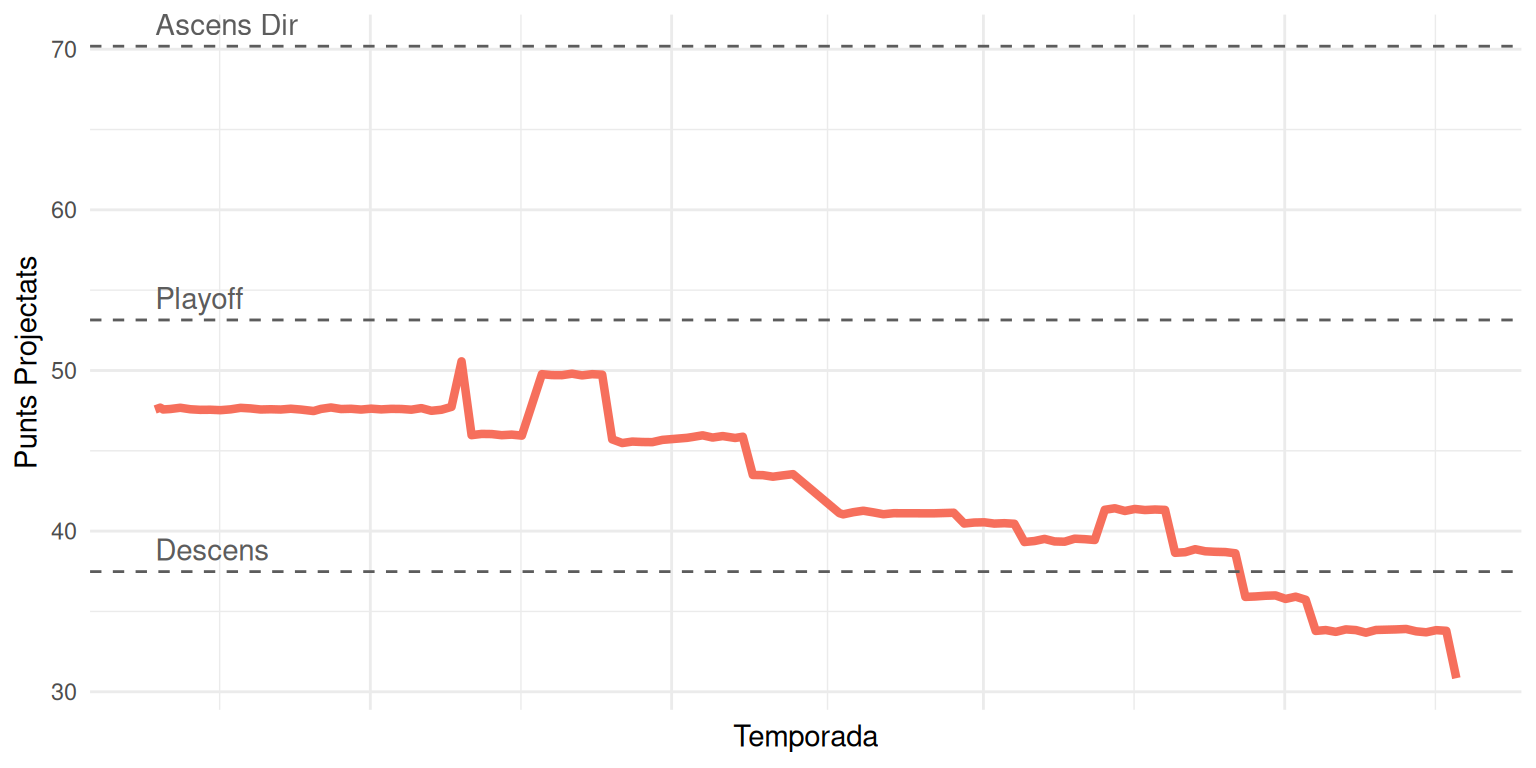 Ascens Dir
70
60
Playoff
50
40
Descens
30
Punts Projectats
Temporada